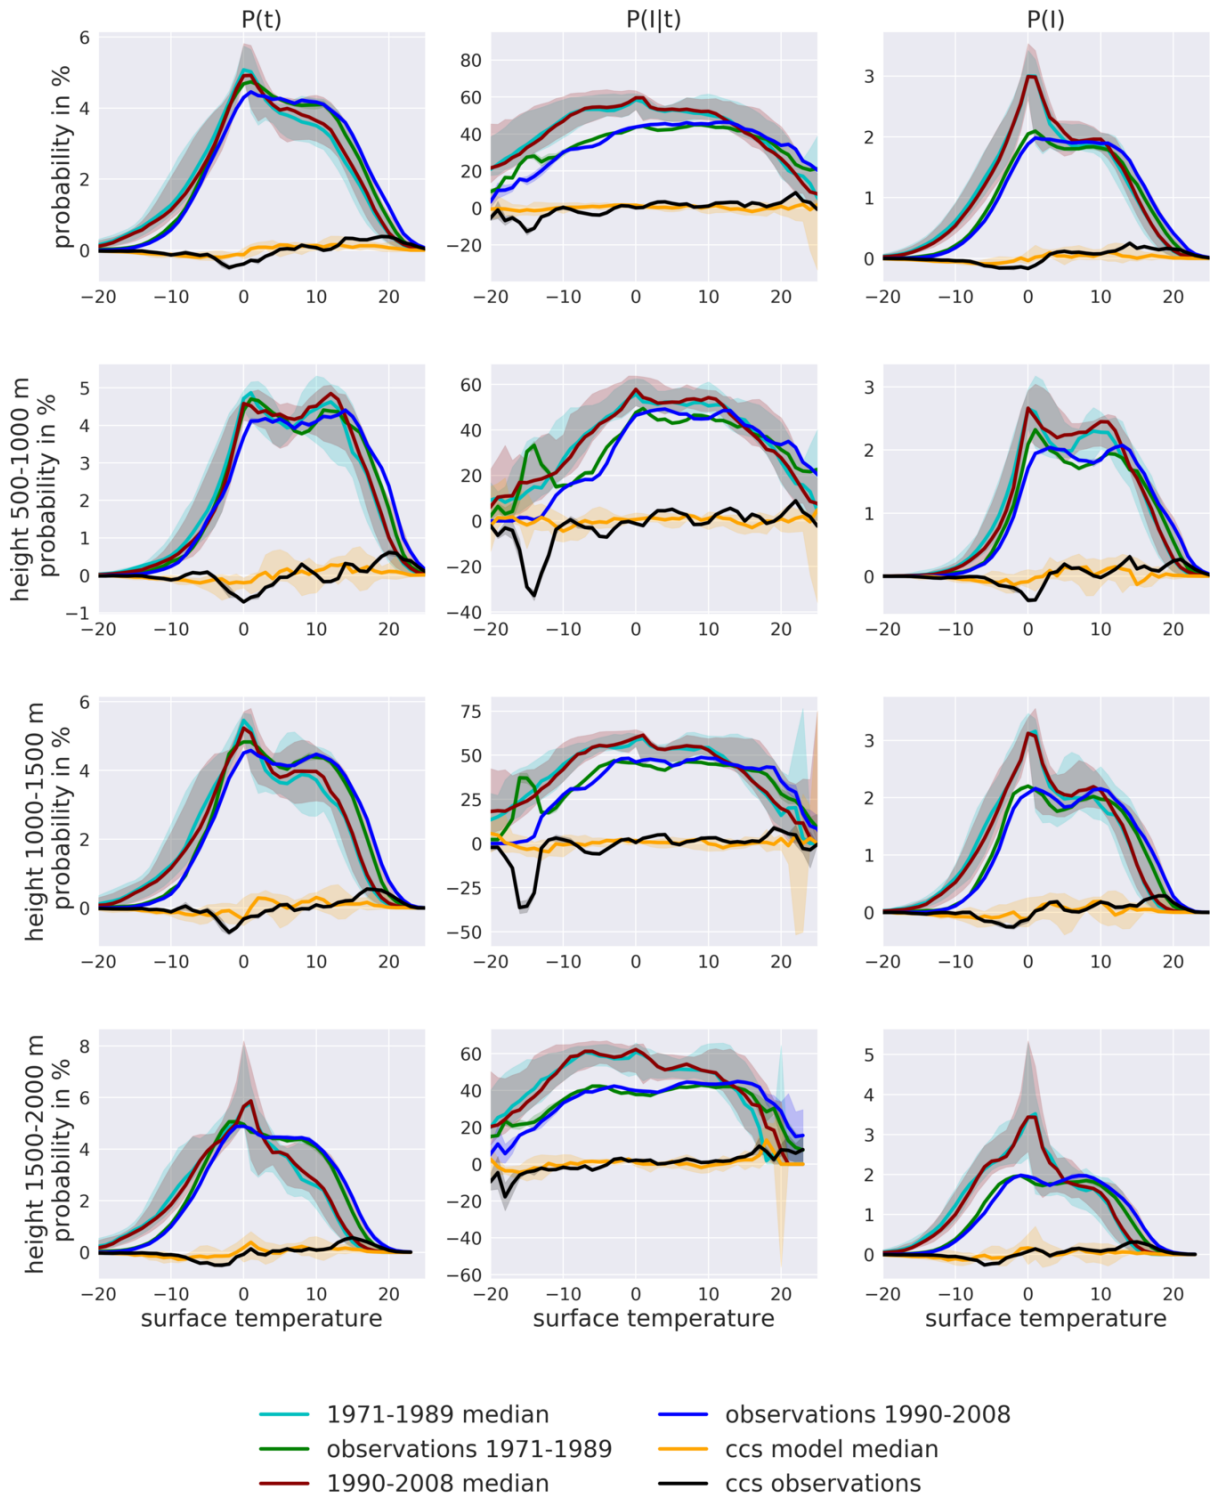 P(t) P(I|t) P(I)
probability in %
6
4
2
0
−20 −10 0 10 20
80
60
40
20
0
−20
−20 −10 0 10 20
3
2
1
0
−20 −10 0 10 20
height 500-1000 m
probability in %
5
4
3
2
1
0
−1
−20 −10 0 10 20
60
40
20
0
−20
−40
−20 −10 0 10 20
3
2
1
0
−20 −10 0 10 20
height 1000-1500 m
probability in %
6
4
2
0
−20 −10 0 10 20
75
50
25
0
−25
−50
−20 −10 0 10 20
3
2
1
0
−20 −10 0 10 20
height 1500-2000 m
probability in %
8
6
4
2
0
−20 −10 0 10 20
surface temperature
60
40
20
0
−20
−40
−60
−20 −10 0 10 20
surface temperature
5
4
3
2
1
0
−20 −10 0 10 20
surface temperature
1971-1989 median
observations 1971-1989
1990-2008 median
observations 1990-2008
ccs model median
ccs observations